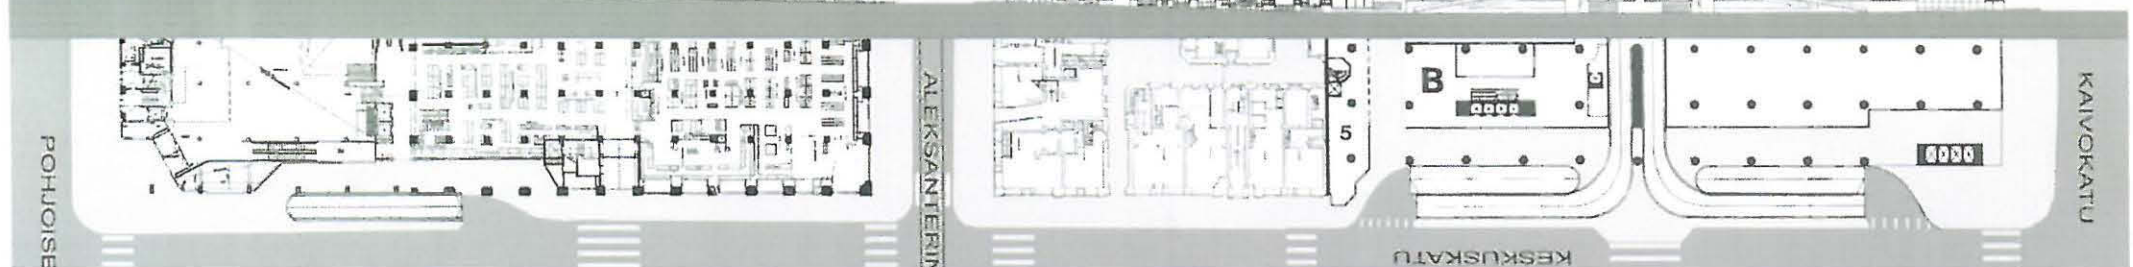 POHJOISE
ALEKSANTERIN
5
B
KESKUSKATU
KAIVOKATU